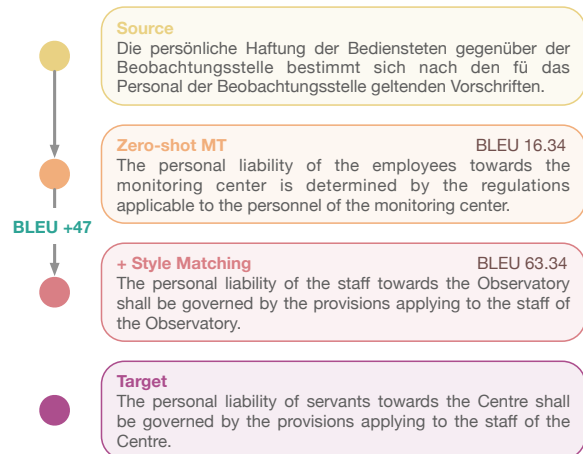 Source
Die persönliche Haftung der Bediensteten gegenüber der
Beobachtungsstelle bestimmt sich nach den fü das
Personal der Beobachtungsstelle geltenden Vorschriften.
Zero-shot MT BLEU 16.34
The personal liability of the employees towards the
monitoring center is determined by the regulations
applicable to the personnel of the monitoring center.
BLEU +47
+ Style Matching BLEU 63.34
The personal liability of the staff towards the Observatory
shall be governed by the provisions applying to the staff of
the Observatory.
Target
The personal liability of servants towards the Centre shall
be governed by the provisions applying to the staff of the
Centre.